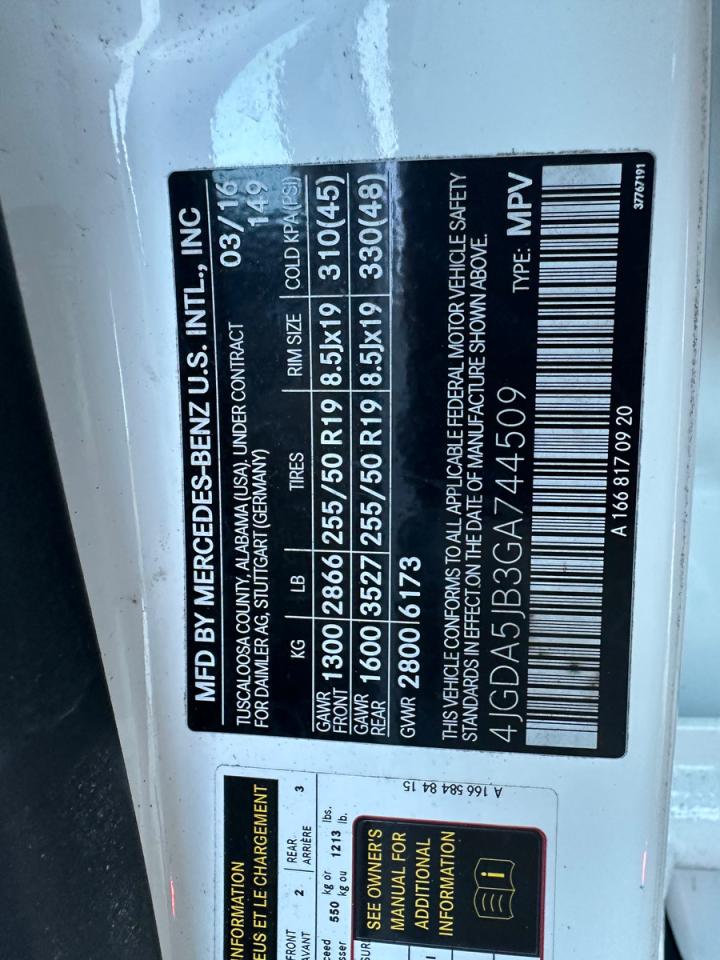 MFD BY MERCEDES-BENZ U.S. INTL., INC
TUSCALOOSA COUNTY, ALABAMA (USA), UNDER CONTRACT 03/16
FOR DAIMLER AG, STUTTGART (GERMANY) 149
KG LB TIRES RIM SIZE COLD KPA(PSI)
GAWR FRONT 1300 2866 255/50 R19 8.5Jx19 310(45)
GAWR REAR 1600 3527 255/50 R19 8.5Jx19 330(48)
GVWR 2800 6173
THIS VEHICLE CONFORMS TO ALL APPLICABLE FEDERAL MOTOR VEHICLE SAFETY
STANDARDS IN EFFECT ON THE DATE OF MANUFACTURE SHOWN ABOVE.
4JGDA5JB3GA744509 TYPE: MPV
A 166 817 09 20 37767191
INFORMATION
EUS ET LE CHARGEMENT
FRONT 2 REAR 3
AVANT ARRIÈRE
ceed 550 kg or 1213 lbs.
sser kg ou lb.
SEE OWNER'S
MANUAL FOR
ADDITIONAL
INFORMATION
A 166 584 84 15